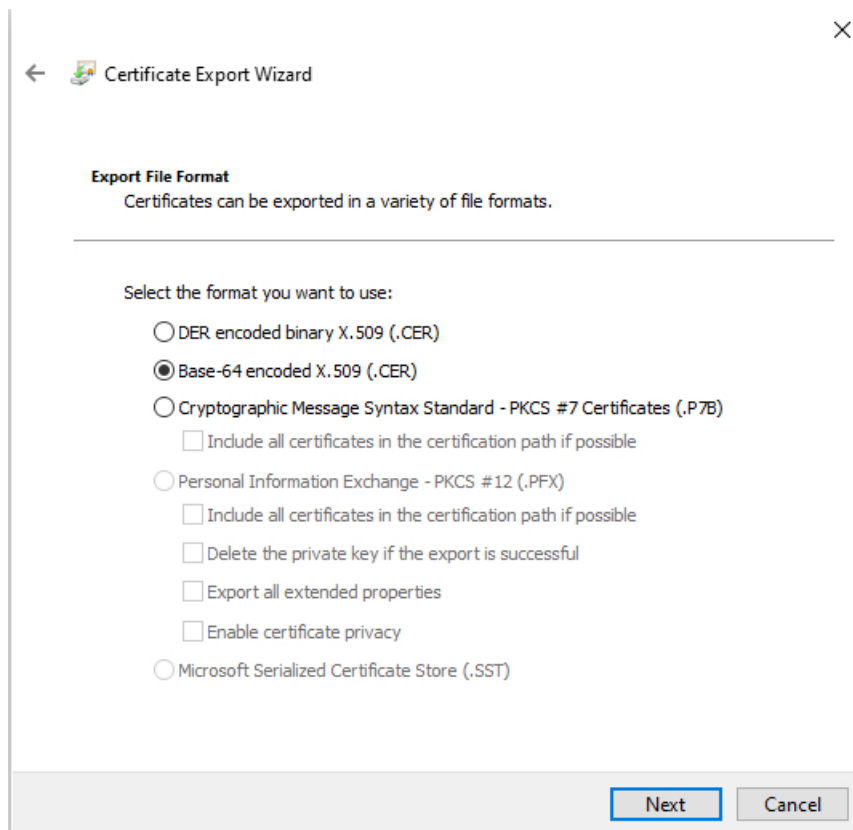 Certificate Export Wizard
Export File Format
Certificates can be exported in a variety of file formats.
Select the format you want to use:
DER encoded binary X.509 (.CER)
Base-64 encoded X.509 (.CER)
Cryptographic Message Syntax Standard - PKCS #7 Certificates (.P7B)
Include all certificates in the certification path if possible
Personal Information Exchange - PKCS #12 (.PFX)
Include all certificates in the certification path if possible
Delete the private key if the export is successful
Export all extended properties
Enable certificate privacy
Microsoft Serialized Certificate Store (.SST)
Next Cancel